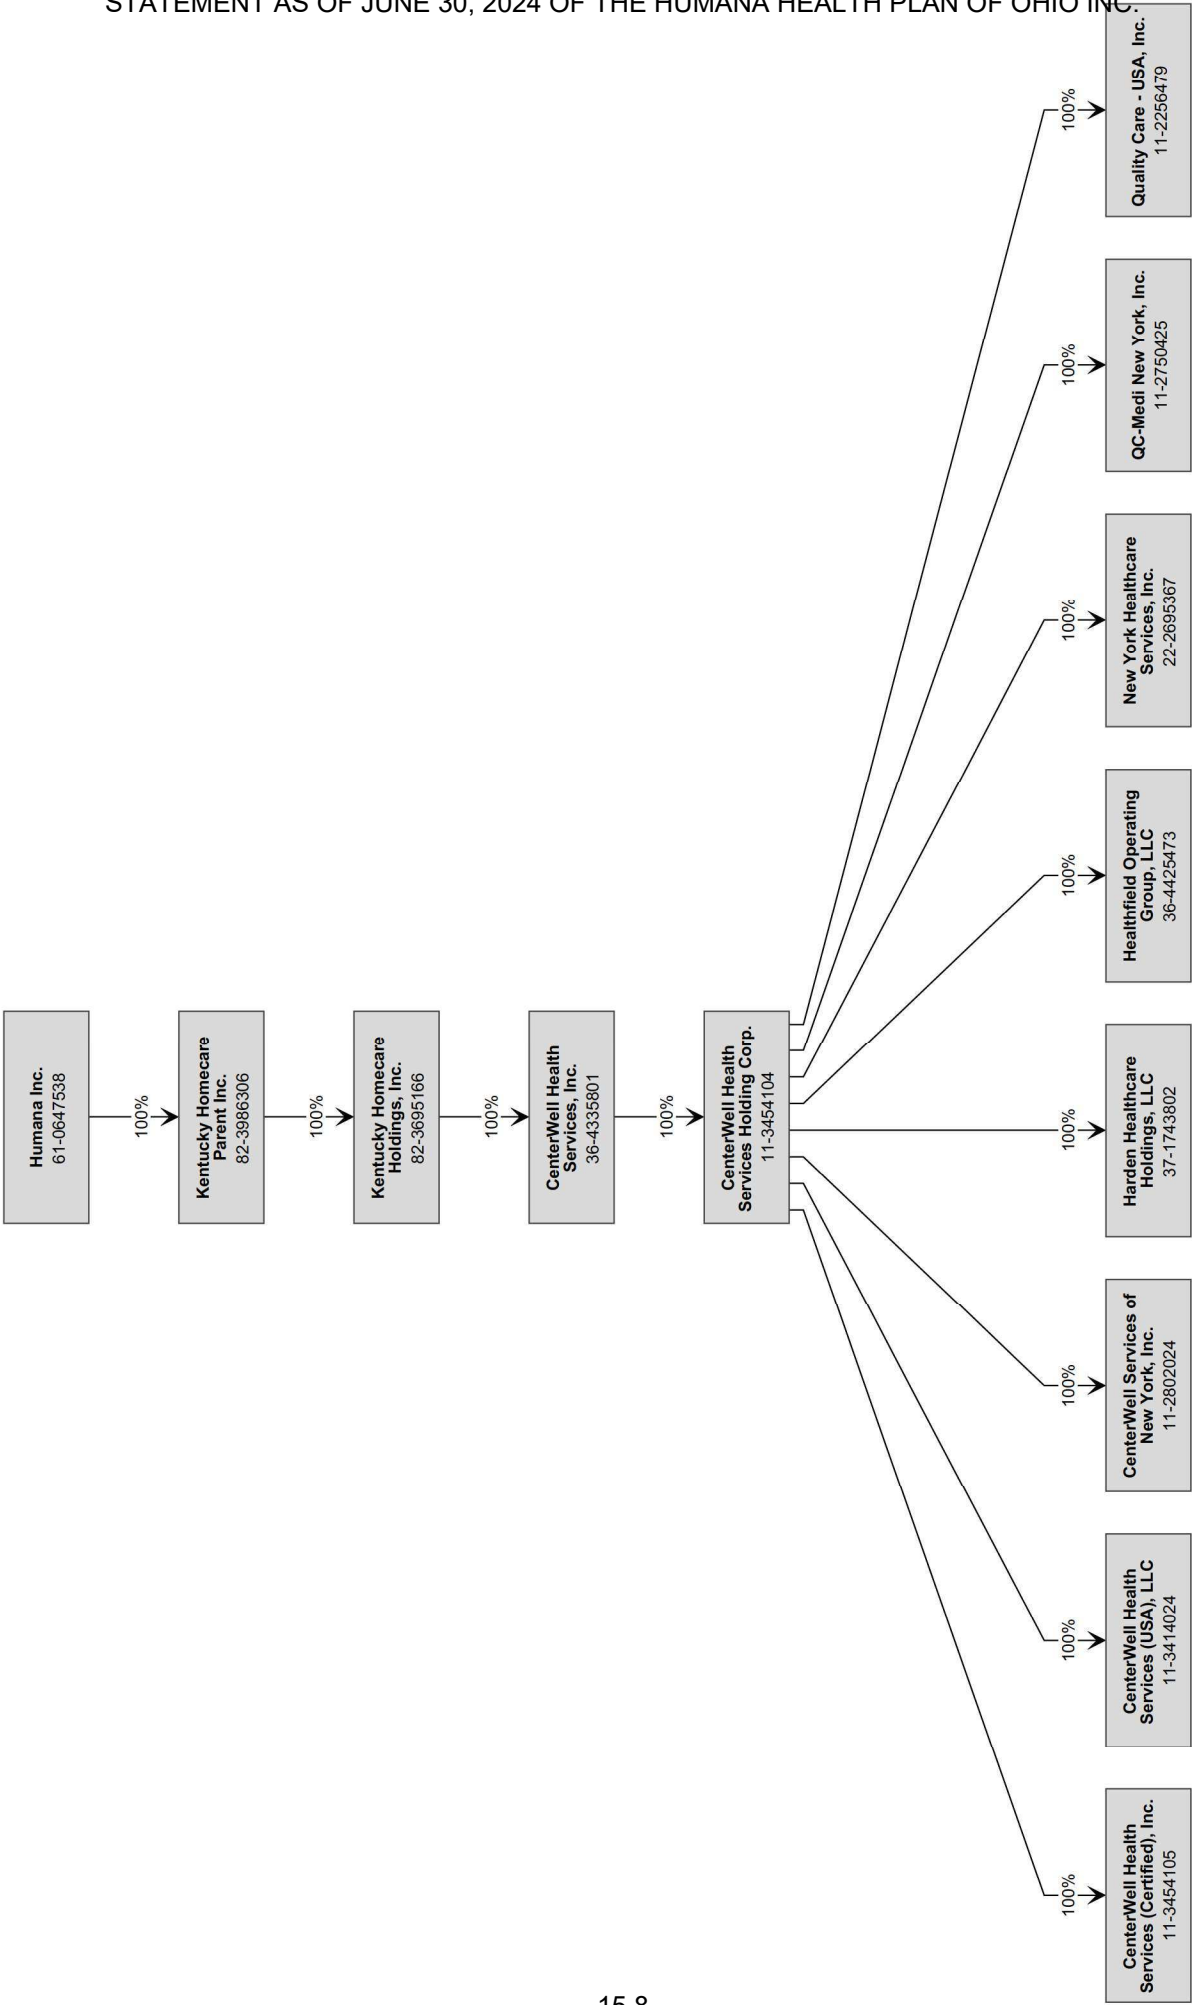 STATEMENT AS OF JUNE 30, 2024 OF THE HUMANA HEALTH PLAN OF OHIO INC.
Humana Inc.
61-0647538
100%
Kentucky Homecare
Parent Inc.
82-3986306
100%
Kentucky Homecare
Holdings, Inc.
82-3695166
100%
CenterWell Health
Services, Inc.
36-4335801
100%
CenterWell Health
Services Holding Corp.
11-3454104
100%
CenterWell Health
Services (Certified), Inc.
11-3454105
100%
CenterWell Health
Services (USA), LLC
11-3414024
100%
CenterWell Services of
New York, Inc.
11-2802024
100%
Harden Healthcare
Holdings, LLC
37-1743802
100%
Healthfield Operating
Group, LLC
36-4425473
100%
New York Healthcare
Services, Inc.
22-2695367
100%
QC-Medi New York, Inc.
11-2750425
100%
Quality Care - USA, Inc.
11-2256479
15.8